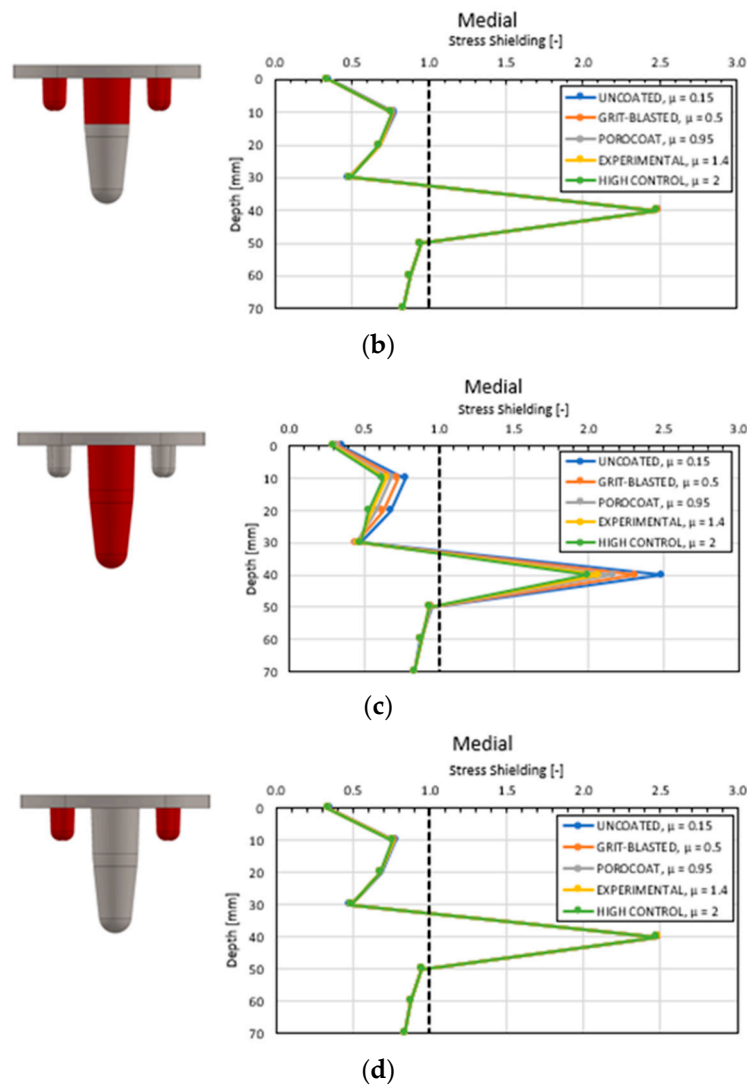 Medial
Stress Shielding [-]
0.0 0.5 1.0 1.5 2.0 2.5 3.0
0
10
20
30
40
50
60
70
Depth [mm]
UNCOATED, µ = 0.15
GRIT-BLASTED, µ = 0.5
POROCOAT, µ = 0.95
EXPERIMENTAL, µ = 1.4
HIGH CONTROL, µ = 2
(b)
Medial
Stress Shielding [-]
0.0 0.5 1.0 1.5 2.0 2.5 3.0
0
10
20
30
40
50
60
70
Depth [mm]
UNCOATED, µ = 0.15
GRIT-BLASTED, µ = 0.5
POROCOAT, µ = 0.95
EXPERIMENTAL, µ = 1.4
HIGH CONTROL, µ = 2
(c)
Medial
Stress Shielding [-]
0.0 0.5 1.0 1.5 2.0 2.5 3.0
0
10
20
30
40
50
60
70
Depth [mm]
UNCOATED, µ = 0.15
GRIT-BLASTED, µ = 0.5
POROCOAT, µ = 0.95
EXPERIMENTAL, µ = 1.4
HIGH CONTROL, µ = 2
(d)